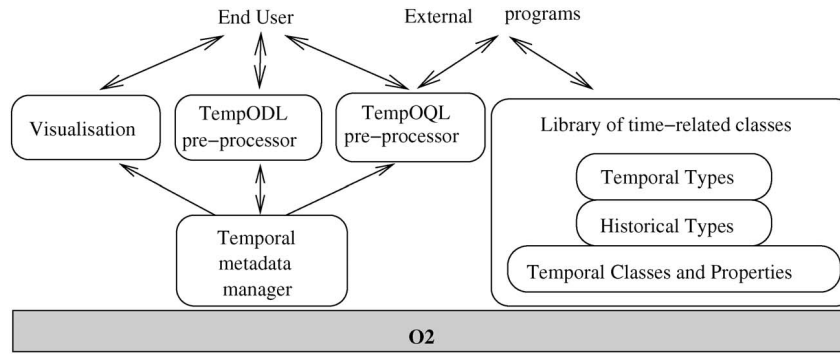 End User
External programs
Visualisation
TempODL
pre−processor
TempOQL
pre−processor
Library of time−related classes
Temporal Types
Historical Types
Temporal Classes and Properties
Temporal
metadata
manager
O2